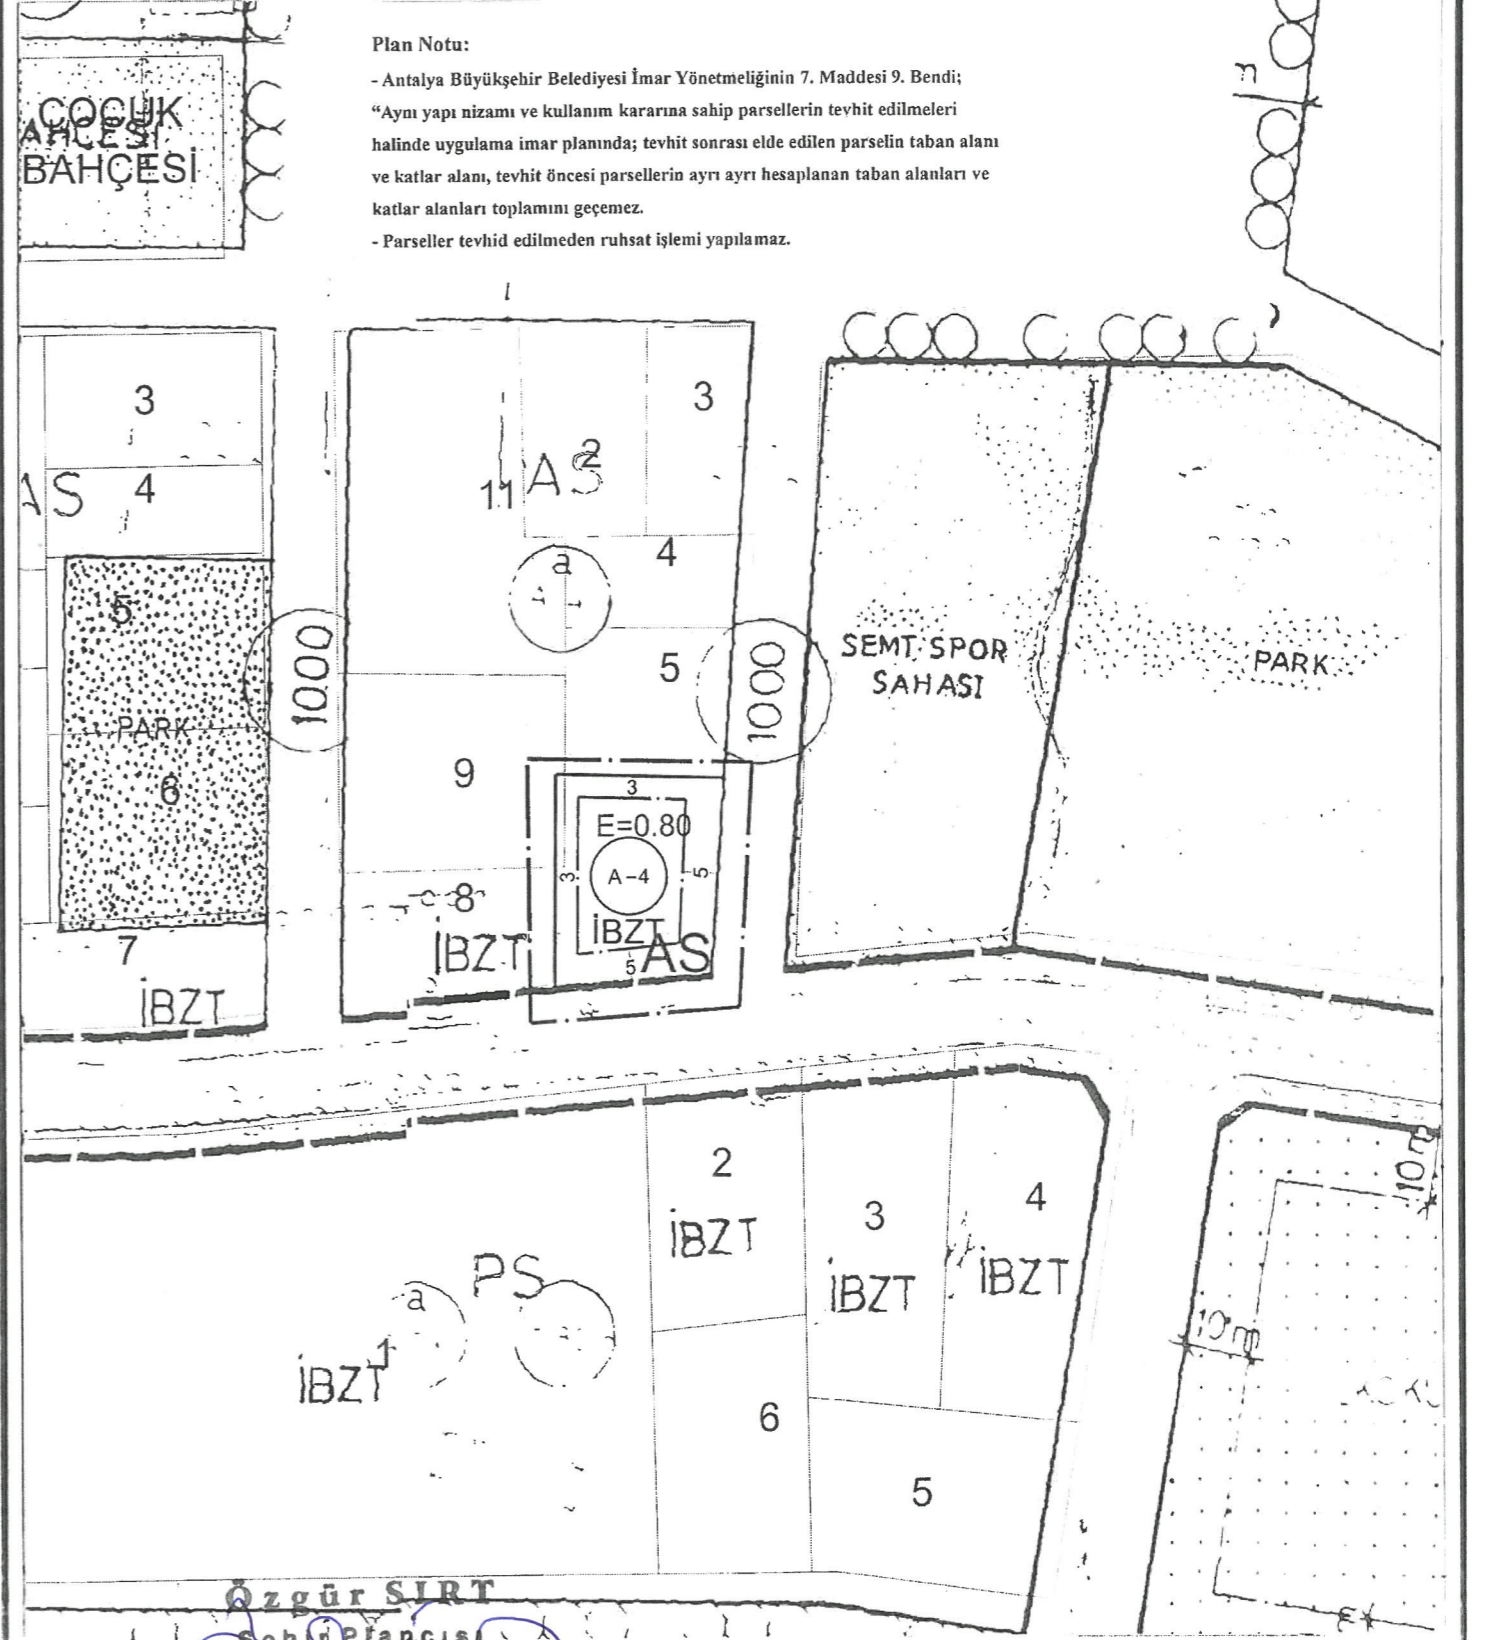 Plan Notu:
- Antalya Büyükşehir Belediyesi İmar Yönetmeliğinin 7. Maddesi 9. Bendi;
“Aynı yapı nizamı ve kullanım kararına sahip parsellerin tevhit edilmeleri
halinde uygulama imar planında; tevhit sonrası elde edilen parselin taban alanı
ve katlar alanı, tevhit öncesi parsellerin ayrı ayrı hesaplanan taban alanları ve
katlar alanları toplamını geçemez.
- Parseller tevhid edilmeden ruhsat işlemi yapılamaz.
ÇOCUK
BAHÇESİ
3
4
AS
5
PARK
6
7
İBZT
1000
11
AS
2
3
4
a
5
9
8
İBZT
1000
3
E=0.80
3
A-4
5
İBZT
5
AS
SEMT SPOR
SAHASI
PARK
2
İBZT
3
İBZT
4
İBZT
PS
a
1
İBZT
6
5
10 m
10 m
Özgür SIRT
Şehir Plancısı